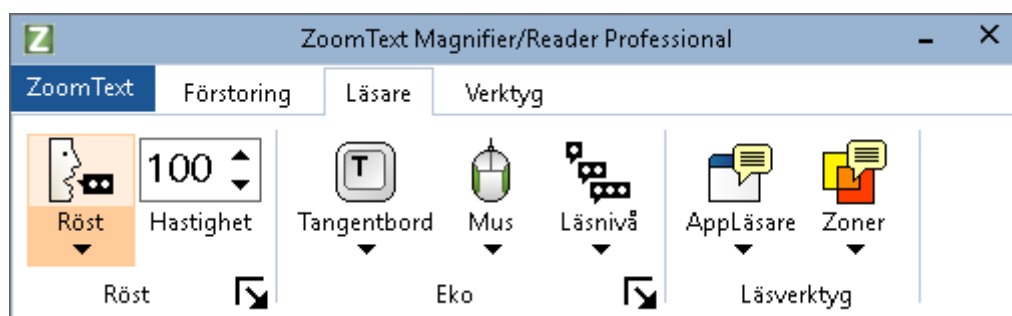 Z ZoomText Magnifier/Reader Professional
ZoomText Förstoring Läsare Verktyg
100 T
Röst Hastighet Tangentbord Mus Läsnivå AppLäsare Zoner
Röst Eko Läsverktyg